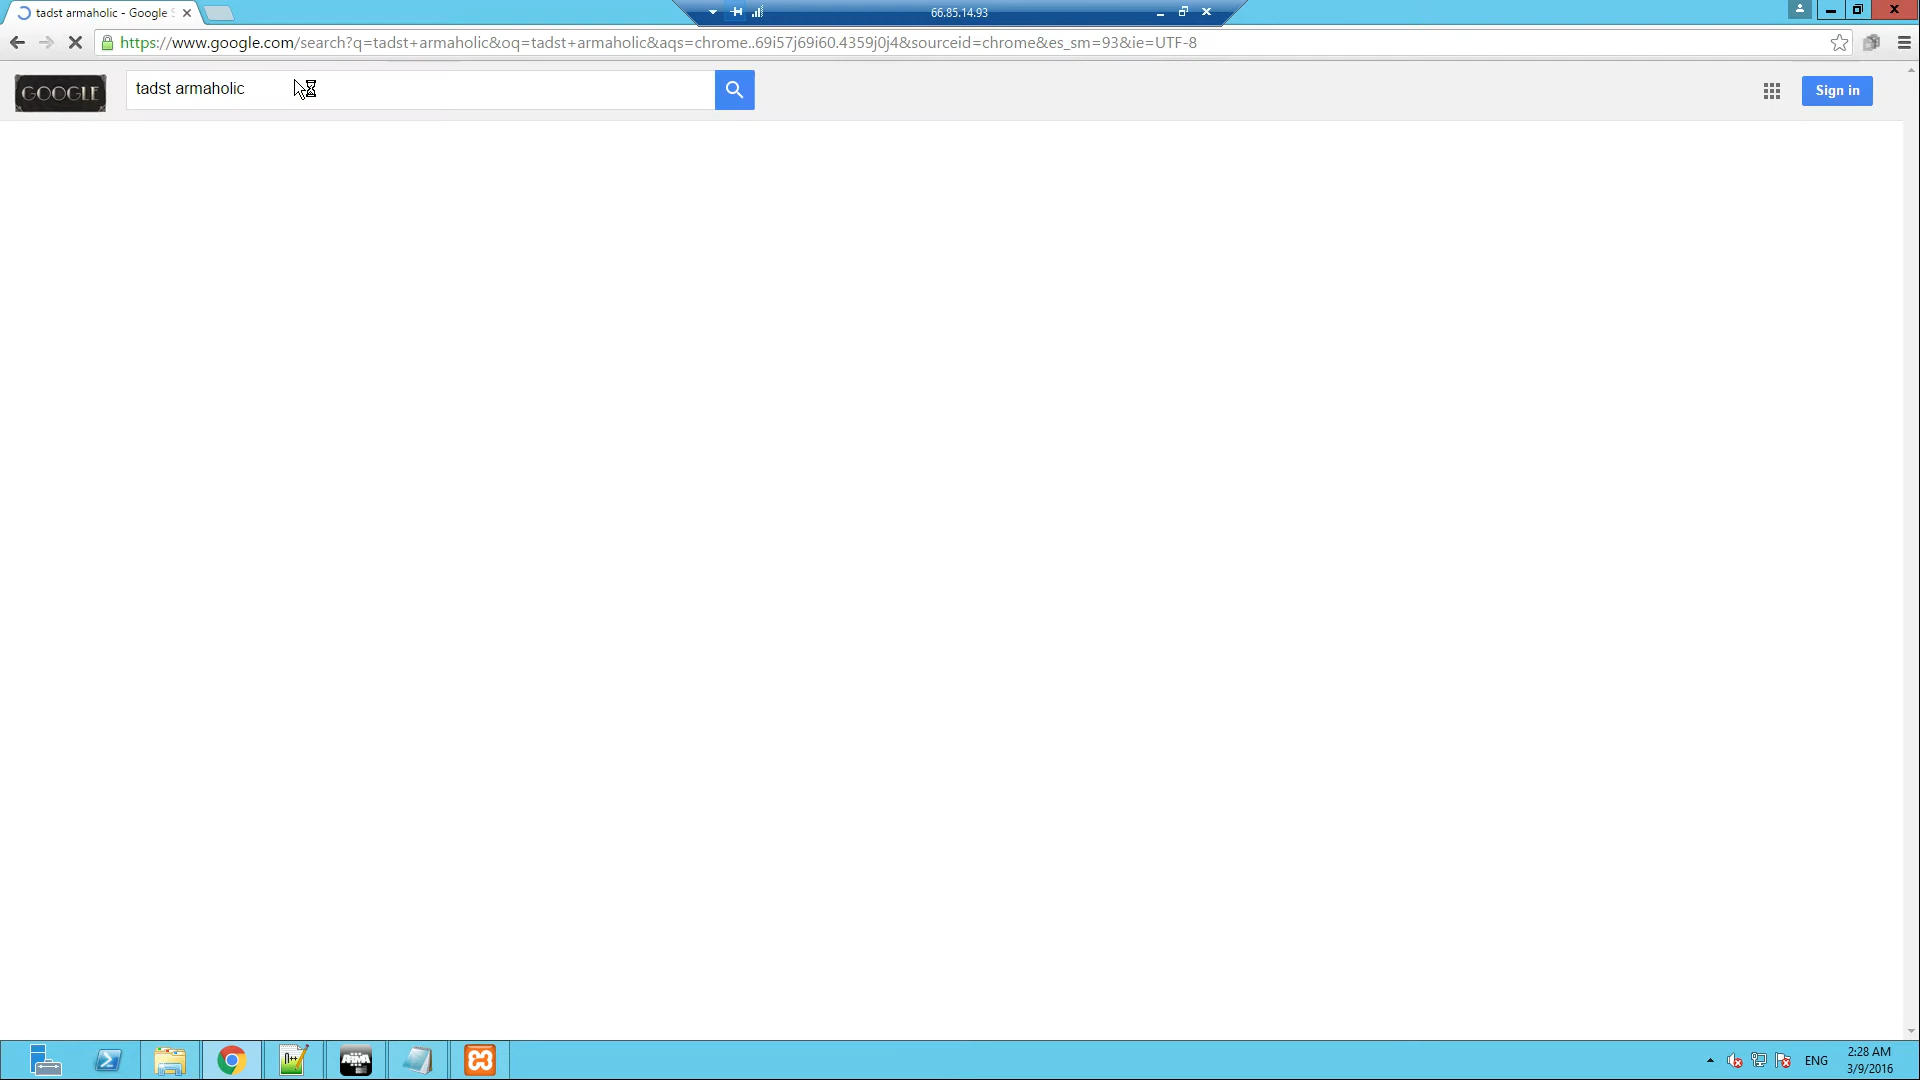 tadst armaholic - Google S
66.85.14.93
https://www.google.com/search?q=tadst+armaholic&oq=tadst+armaholic&aqs=chrome..69i57j69i60.4359j0j4&sourceid=chrome&es_sm=93&ie=UTF-8
GOOGLE
tadst armaholic
Sign in
ARMA
ENG
2:28 AM
3/9/2016